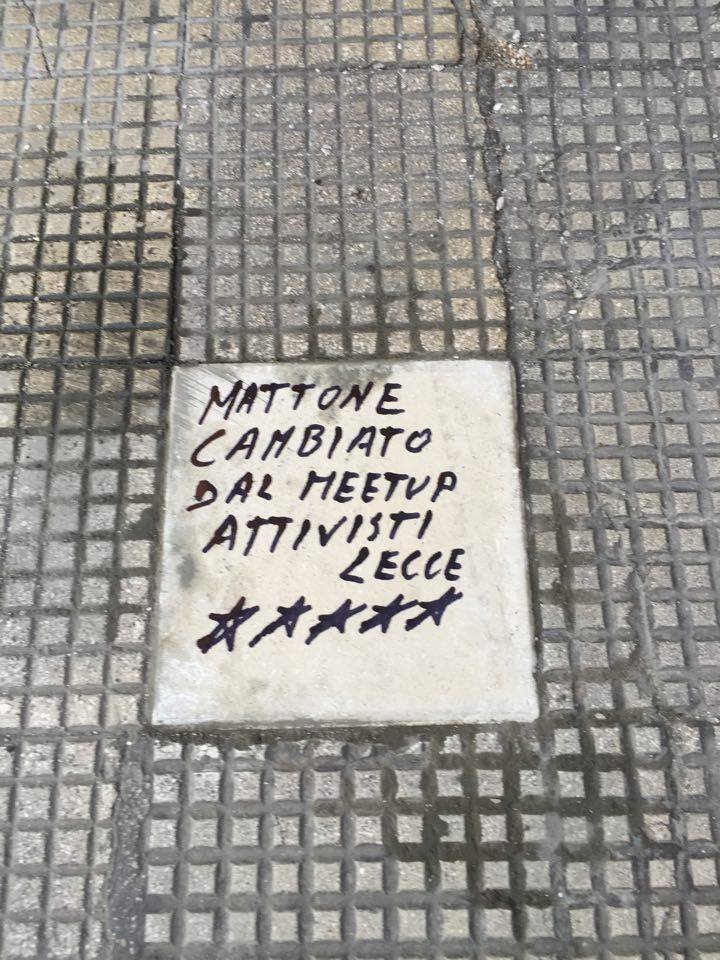 MATTONE
CAMBIATO
DAL MEETUP
ATTIVISTI
LECCE
★★★★★